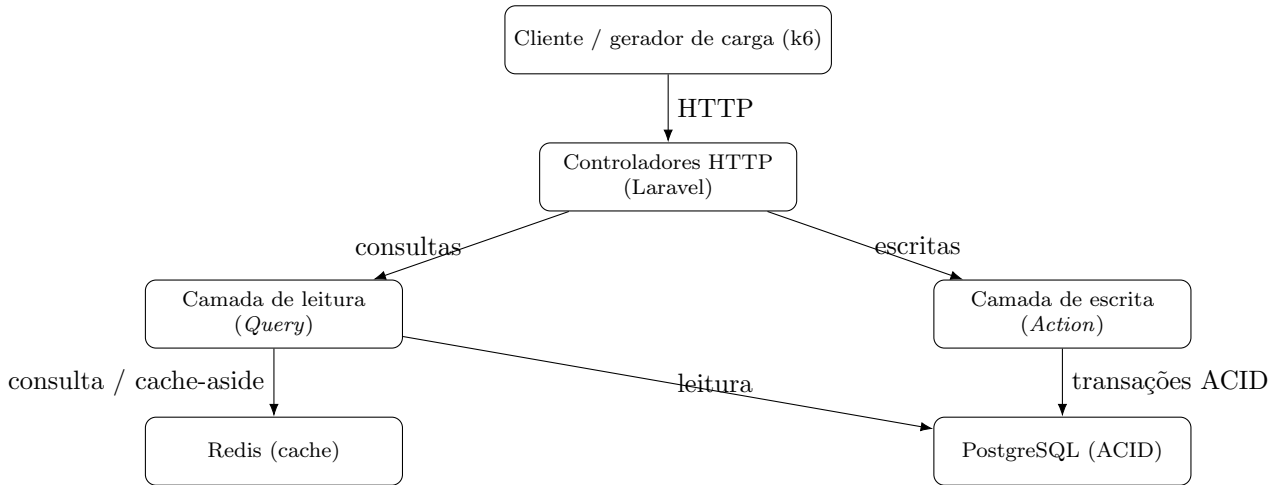 Cliente / gerador de carga (k6)
HTTP
Controladores HTTP
(Laravel)
consultas
escritas
Camada de leitura
(Query)
Camada de escrita
(Action)
consulta / cache-aside
leitura
transações ACID
Redis (cache)
PostgreSQL (ACID)